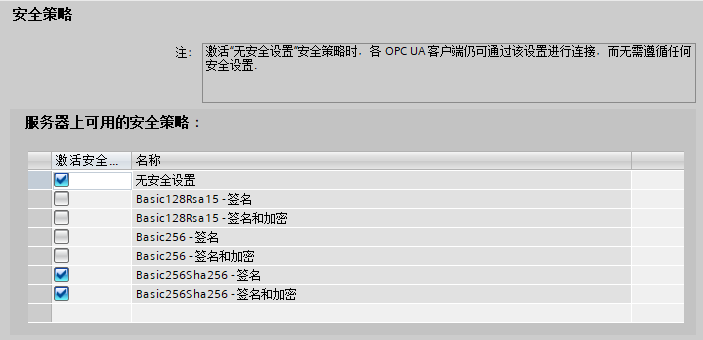 安全策略
注：
激活“无安全设置”安全策略时，各 OPC UA 客户端仍可通过该设置进行连接，而无需遵循任何
安全设置.
服务器上可用的安全策略：
激活安全... 名称
无安全设置
Basic128Rsa15 - 签名
Basic128Rsa15 - 签名和加密
Basic256 - 签名
Basic256 - 签名和加密
Basic256Sha256 - 签名
Basic256Sha256 - 签名和加密